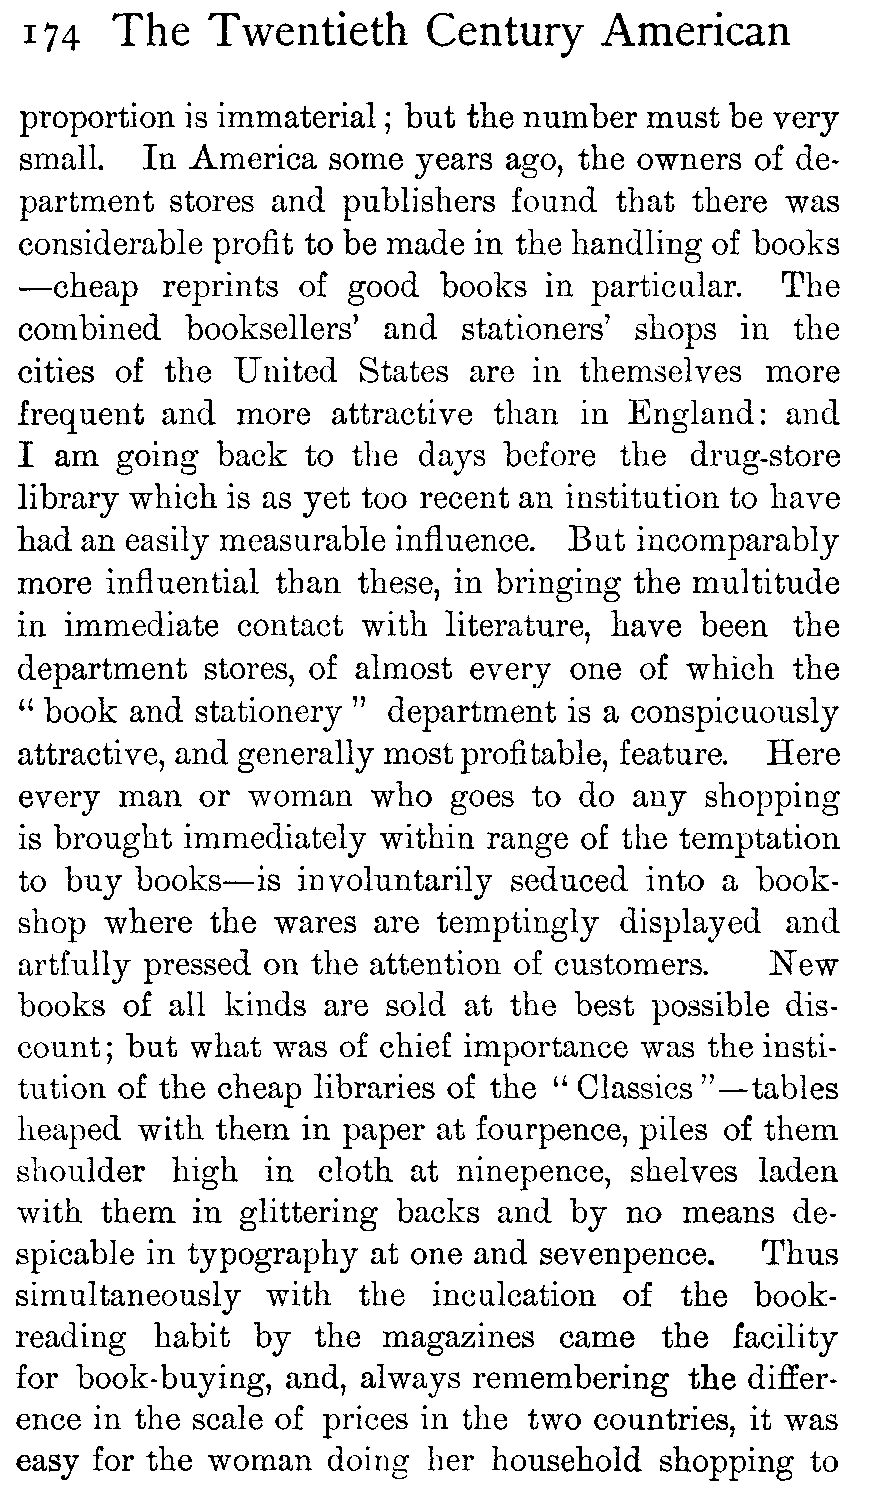 174 The Twentieth Century American
proportion is immaterial; but the number must be very
small. In America some years ago, the owners of de-
partment stores and publishers found that there was
considerable profit to be made in the handling of books
—cheap reprints of good books in particular. The
combined booksellers' and stationers' shops in the
cities of the United States are in themselves more
frequent and more attractive than in England: and
I am going back to the days before the drug-store
library which is as yet too recent an institution to have
had an easily measurable influence. But incomparably
more influential than these, in bringing the multitude
in immediate contact with literature, have been the
department stores, of almost every one of which the
“ book and stationery ” department is a conspicuously
attractive, and generally most profitable, feature. Here
every man or woman who goes to do any shopping
is brought immediately within range of the temptation
to buy books—is involuntarily seduced into a book-
shop where the wares are temptingly displayed and
artfully pressed on the attention of customers. New
books of all kinds are sold at the best possible dis-
count; but what was of chief importance was the insti-
tution of the cheap libraries of the “ Classics ”—tables
heaped with them in paper at fourpence, piles of them
shoulder high in cloth at ninepence, shelves laden
with them in glittering backs and by no means de-
spicable in typography at one and sevenpence. Thus
simultaneously with the inculcation of the book-
reading habit by the magazines came the facility
for book-buying, and, always remembering the differ-
ence in the scale of prices in the two countries, it was
easy for the woman doing her household shopping to